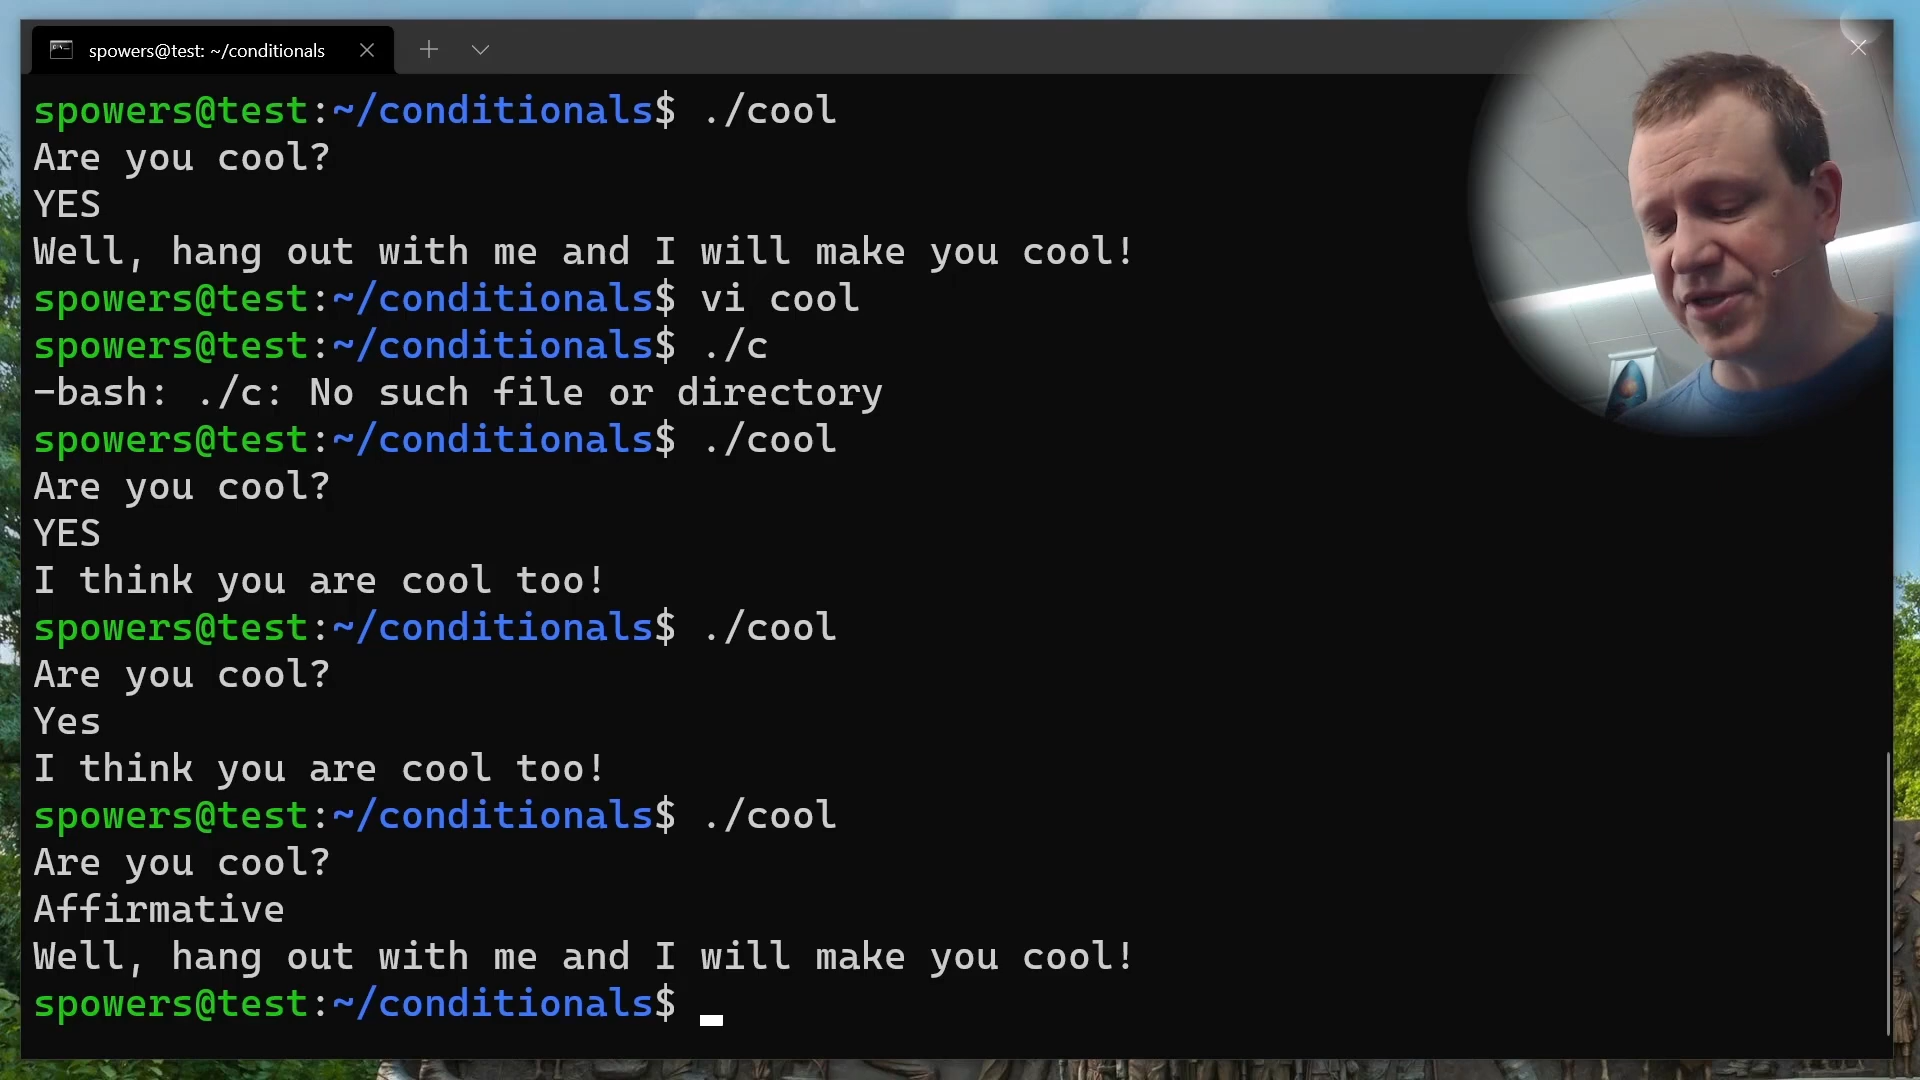 spowers@test: ~/conditionals
spowers@test:~/conditionals$ ./cool
Are you cool?
YES
Well, hang out with me and I will make you cool!
spowers@test:~/conditionals$ vi cool
spowers@test:~/conditionals$ ./c
-bash: ./c: No such file or directory
spowers@test:~/conditionals$ ./cool
Are you cool?
YES
I think you are cool too!
spowers@test:~/conditionals$ ./cool
Are you cool?
Yes
I think you are cool too!
spowers@test:~/conditionals$ ./cool
Are you cool?
Affirmative
Well, hang out with me and I will make you cool!
spowers@test:~/conditionals$